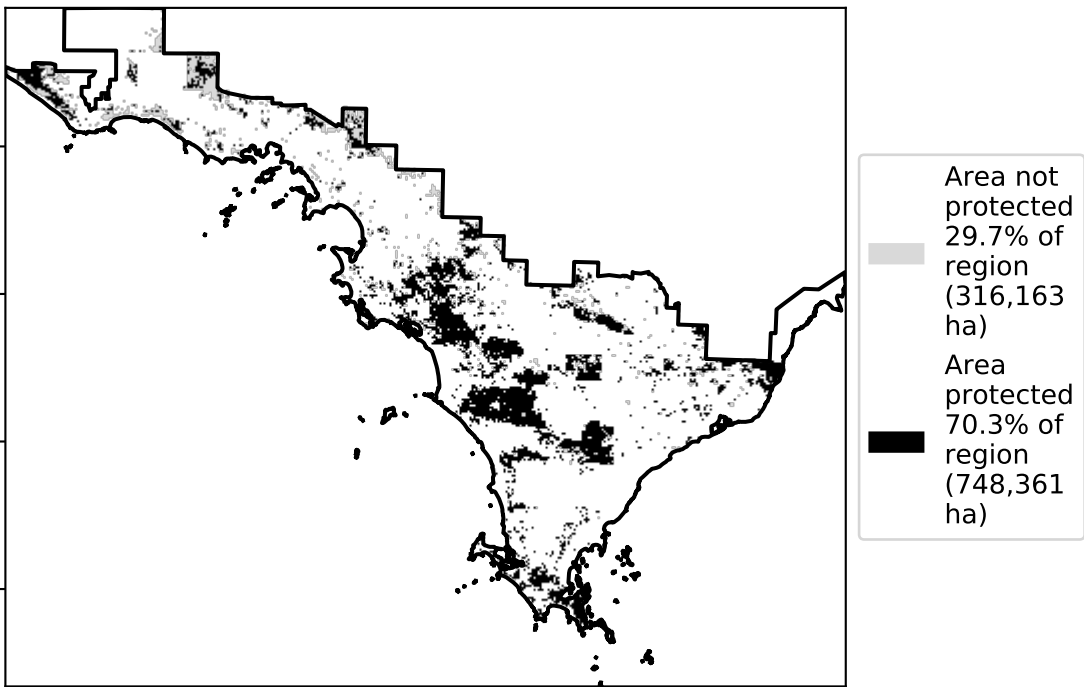 Area not
protected
29.7% of
region
(316,163
ha)
Area
protected
70.3% of
region
(748,361
ha)